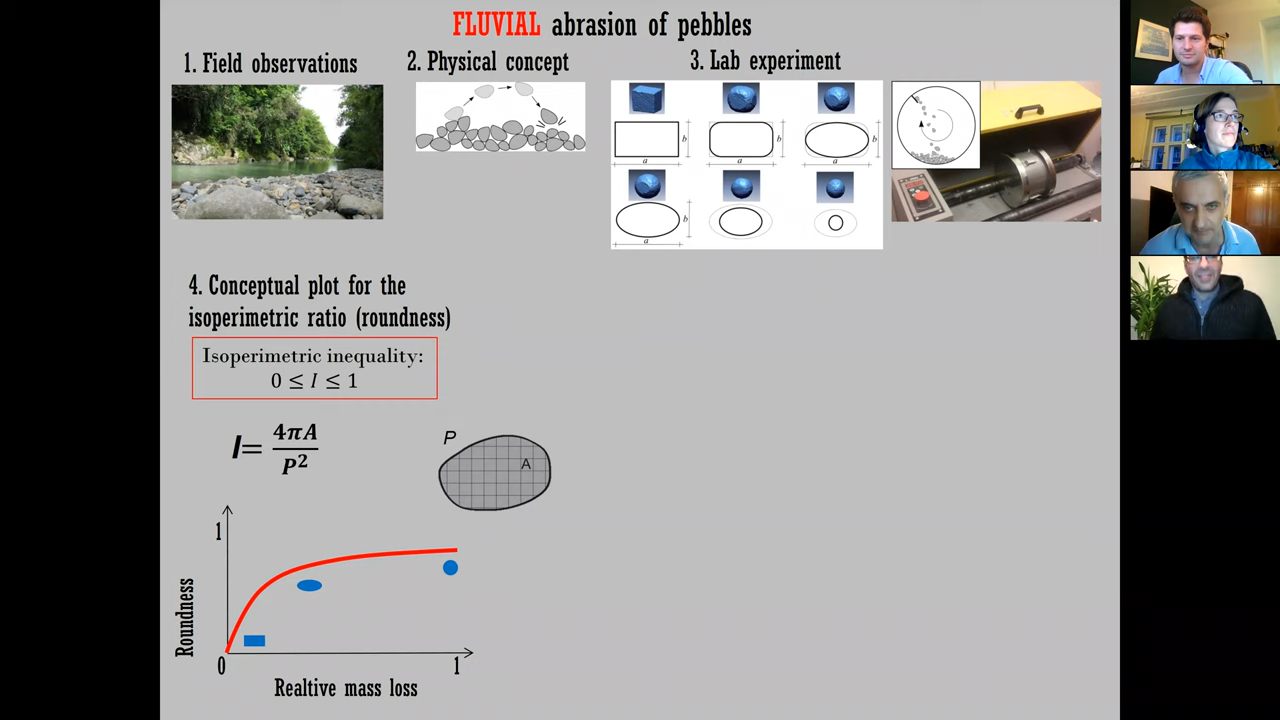 FLUVIAL abrasion of pebbles
1. Field observations
2. Physical concept
3. Lab experiment
b
a
b
a
b
a
b
a
4. Conceptual plot for the
isoperimetric ratio (roundness)
Isoperimetric inequality:
0 ≤ I ≤ 1
I= 4πA / P²
P
A
1
Roundness
0
1
Realtive mass loss